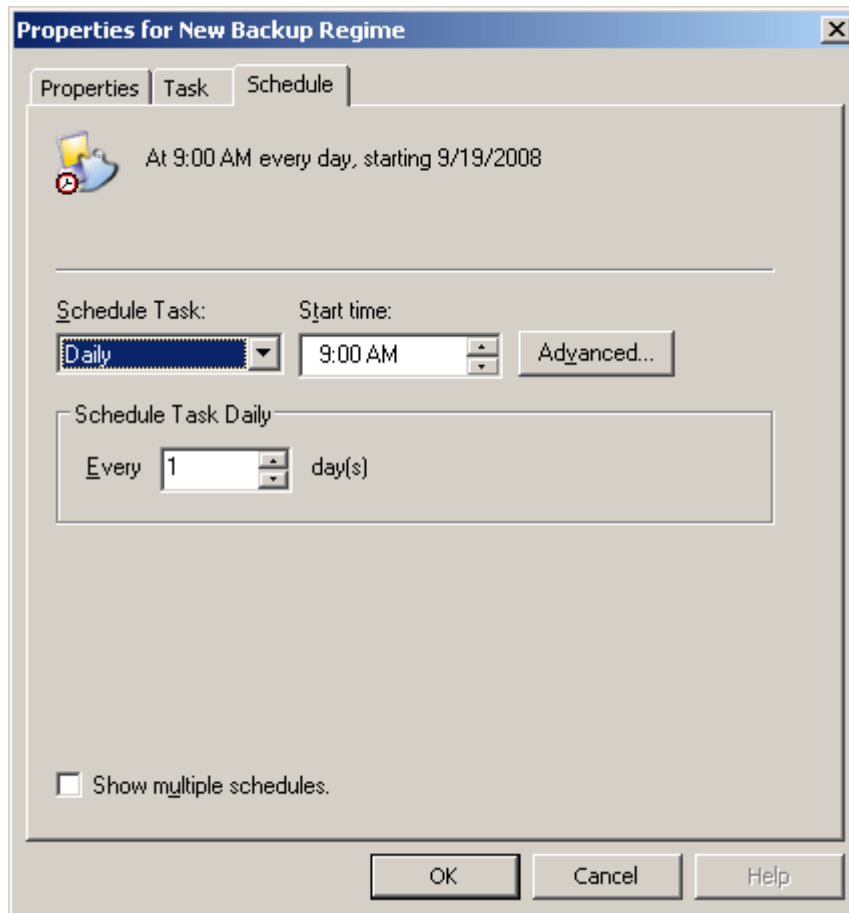 Properties for New Backup Regime
Properties Task Schedule
At 9:00 AM every day, starting 9/19/2008
Schedule Task: Start time:
Daily 9:00 AM Advanced...
Schedule Task Daily
Every 1 day(s)
Show multiple schedules.
OK Cancel Help